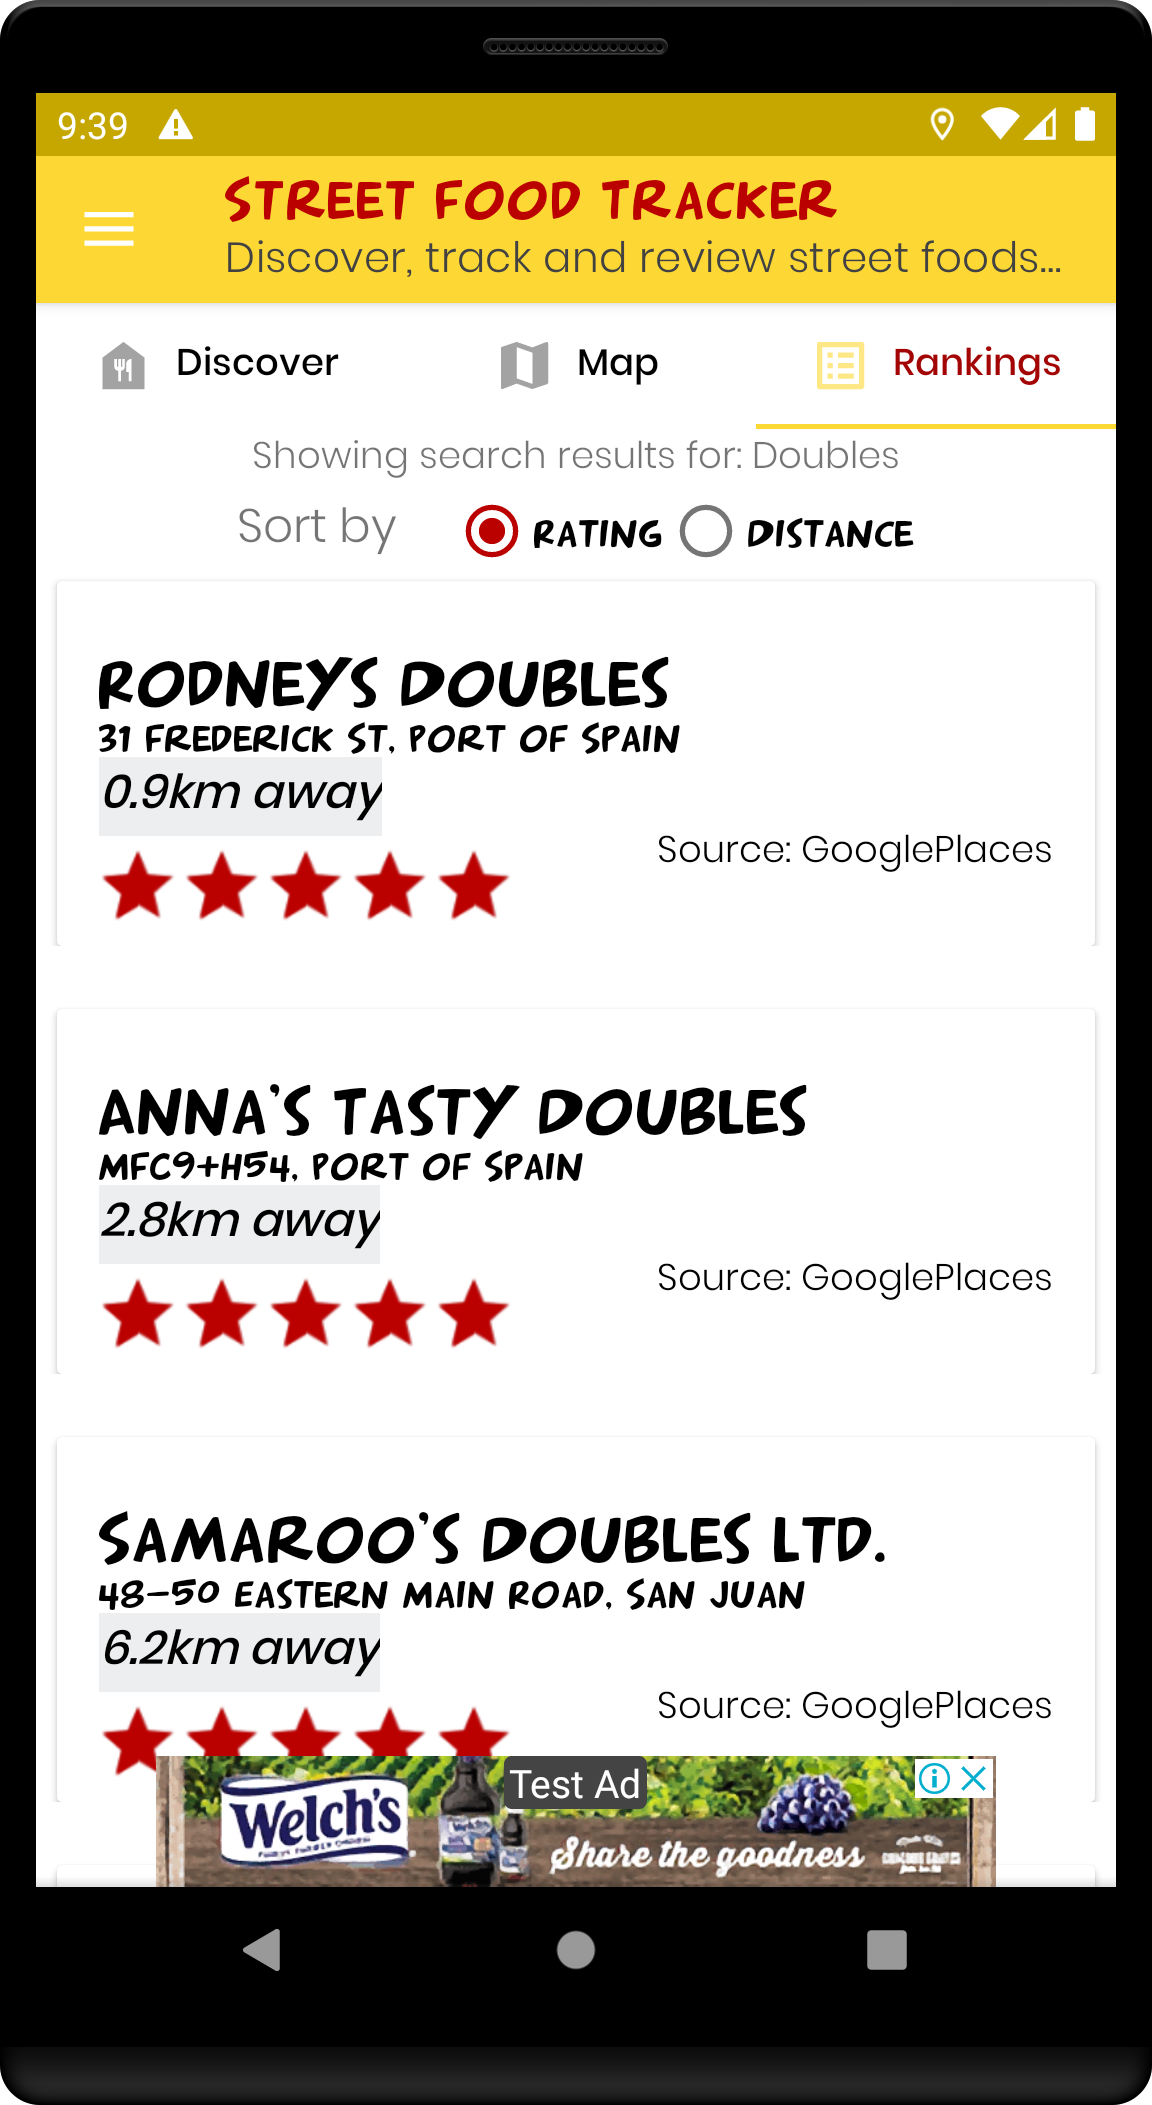 9:39
STREET FOOD TRACKER
Discover, track and review street foods...
Discover
Map
Rankings
Showing search results for: Doubles
Sort by
RATING
DISTANCE
RODNEYS DOUBLES
31 FREDERICK ST, PORT OF SPAIN
0.9km away
Source: GooglePlaces
ANNA'S TASTY DOUBLES
MFC9+H54, PORT OF SPAIN
2.8km away
Source: GooglePlaces
SAMAROO'S DOUBLES LTD.
48-50 EASTERN MAIN ROAD, SAN JUAN
6.2km away
Source: GooglePlaces
Test Ad
Welch's
Share the goodness